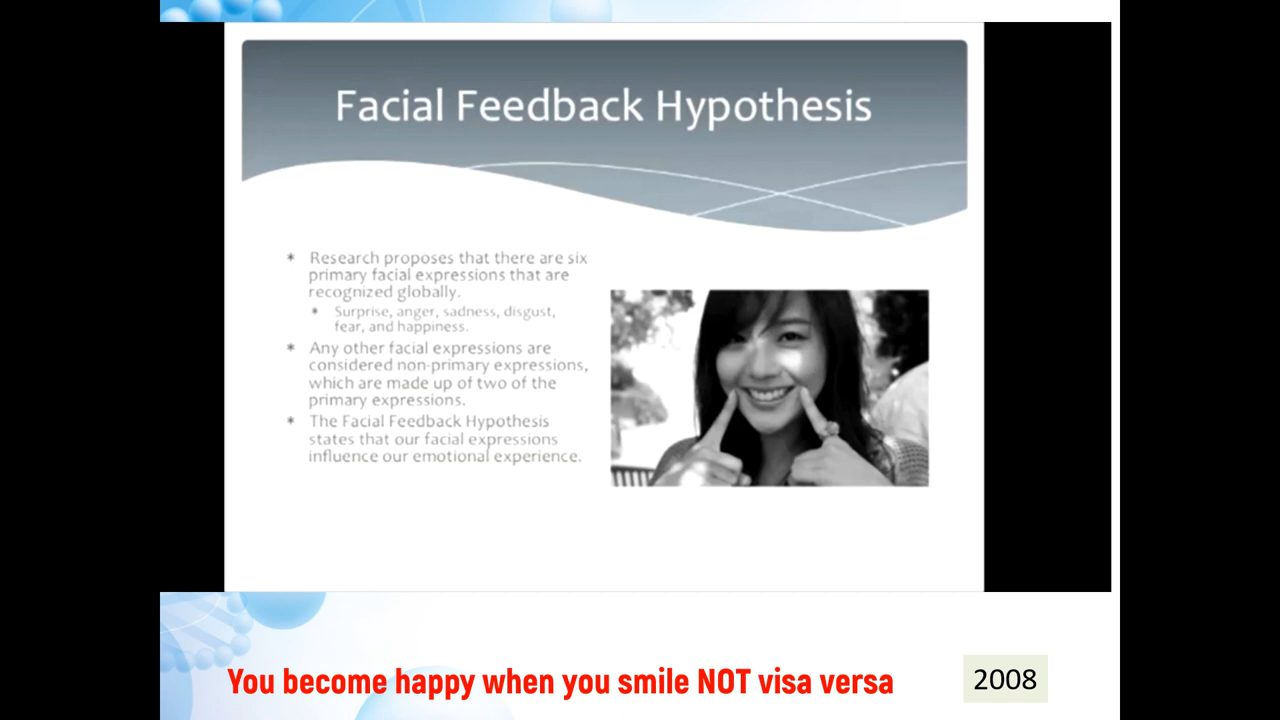 Facial Feedback Hypothesis
* Research proposes that there are six
primary facial expressions that are
recognized globally.
* Surprise, anger, sadness, disgust,
fear, and happiness.
* Any other facial expressions are
considered non-primary expressions,
which are made up of two of the
primary expressions.
* The Facial Feedback Hypothesis
states that our facial expressions
influence our emotional experience.
You become happy when you smile NOT visa versa
2008